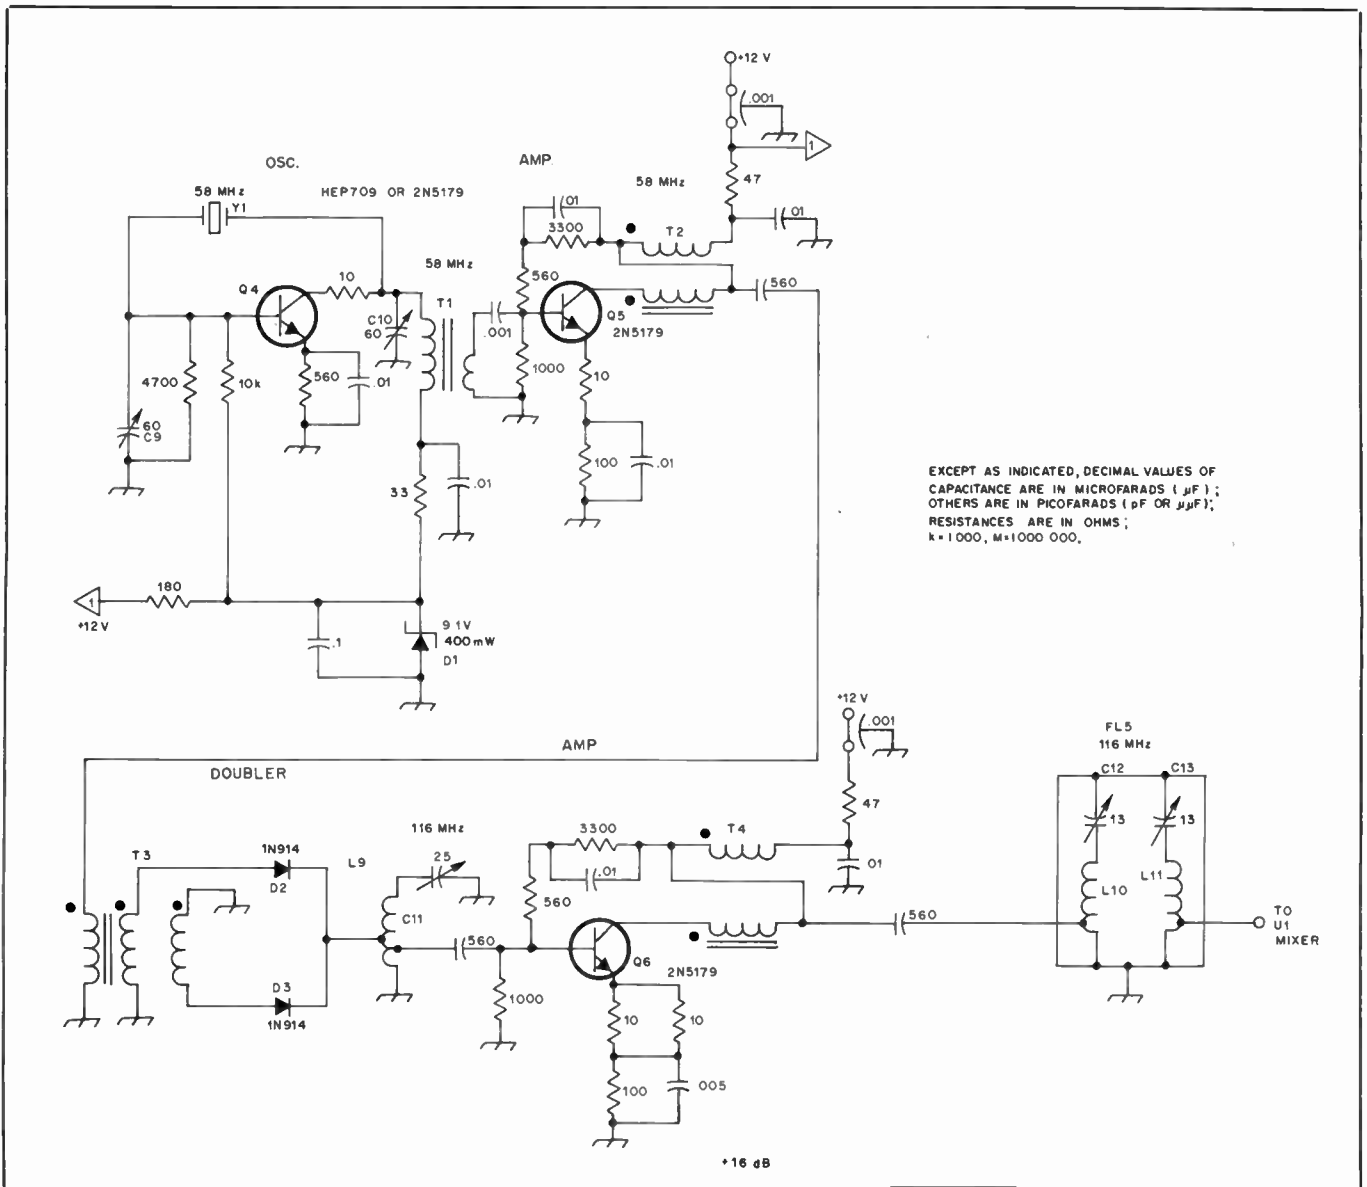 +12 V
.001
1
OSC.
AMP.
58 MHz
47
58 MHz
Y1
HEP709 OR 2N5179
.01
.01
3300
T2
10
58 MHz
560
560
Q4
T1
C10
60
.001
Q5
2N5179
4700
10k
560
.01
1000
10
60
C9
100
.01
33
.01
EXCEPT AS INDICATED, DECIMAL VALUES OF
CAPACITANCE ARE IN MICROFARADS ( µF ) ;
OTHERS ARE IN PICOFARADS ( pF OR µµF);
RESISTANCES ARE IN OHMS ;
k=1000, M=1000 000.
1
+12V
180
.1
9.1V
400mW
D1
+12 V
.001
AMP
DOUBLER
FL5
116 MHz
C12
C13
47
116 MHz
3300
T4
13
13
T3
1N914
D2
L9
25
.01
01
C11
560
L10
L11
560
560
TO
U1
MIXER
Q6
2N5179
D3
1N914
1000
10
10
100
005
+16 dB